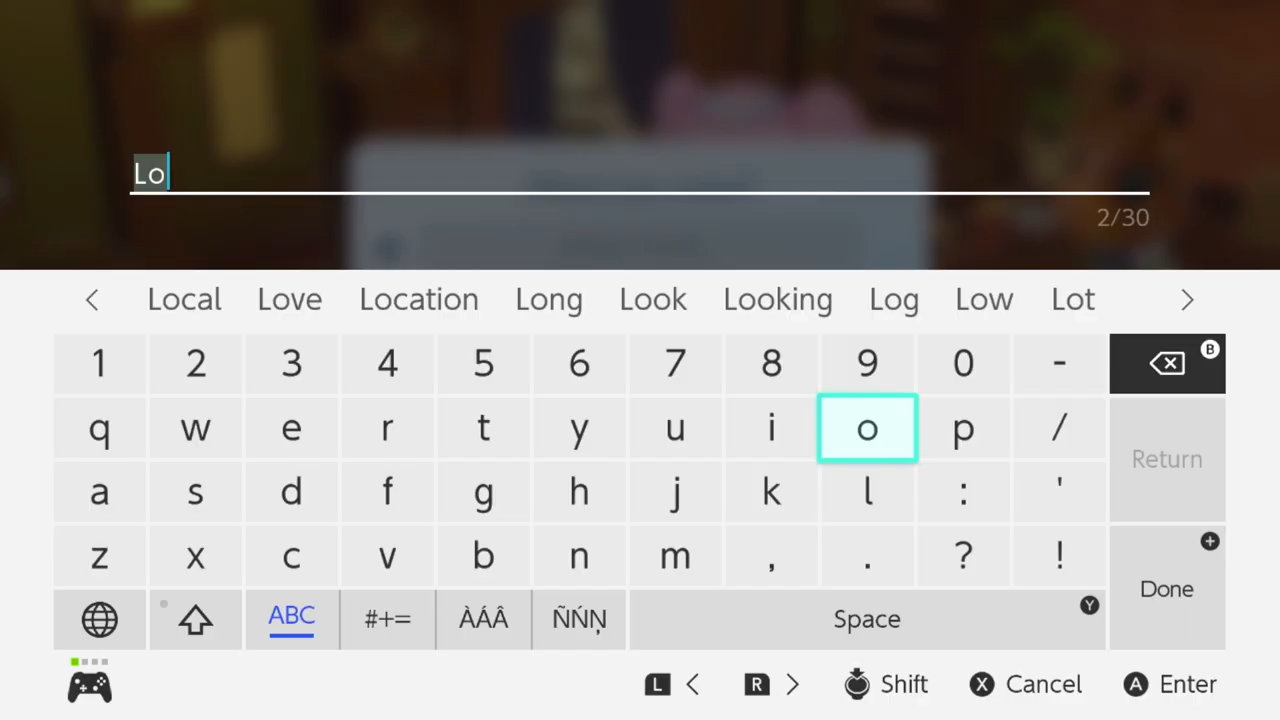 Lo
2/30
Local Love Location Long Look Looking Log Low Lot
1 2 3 4 5 6 7 8 9 0 - B
q w e r t y u i o p /
Return
a s d f g h j k l : '
z x c v b n m , . ? ! +
Done
ABC #+= ÀÁÂ ÑŃŅ Space Y
L < R > Shift X Cancel A Enter